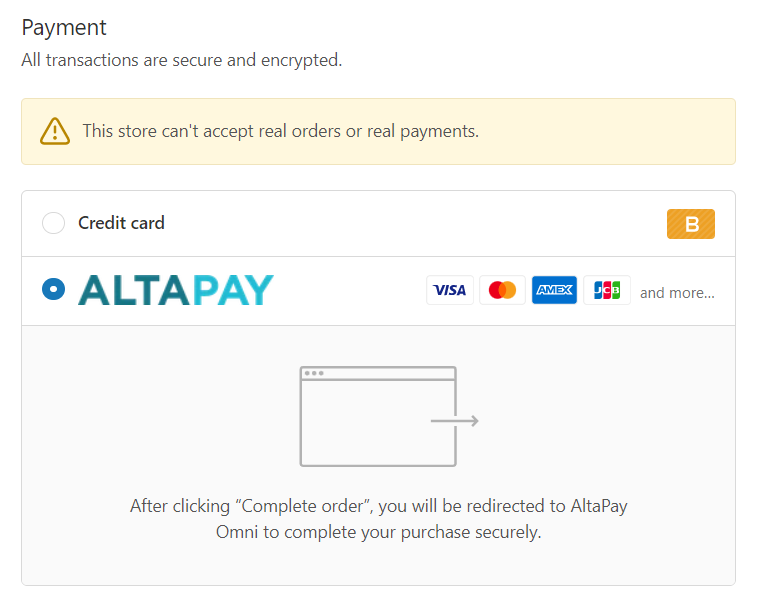 Payment
All transactions are secure and encrypted.
This store can't accept real orders or real payments.
Credit card
B
ALTAPAY
VISA
AMEX
JCB
and more...
After clicking “Complete order”, you will be redirected to AltaPay
Omni to complete your purchase securely.